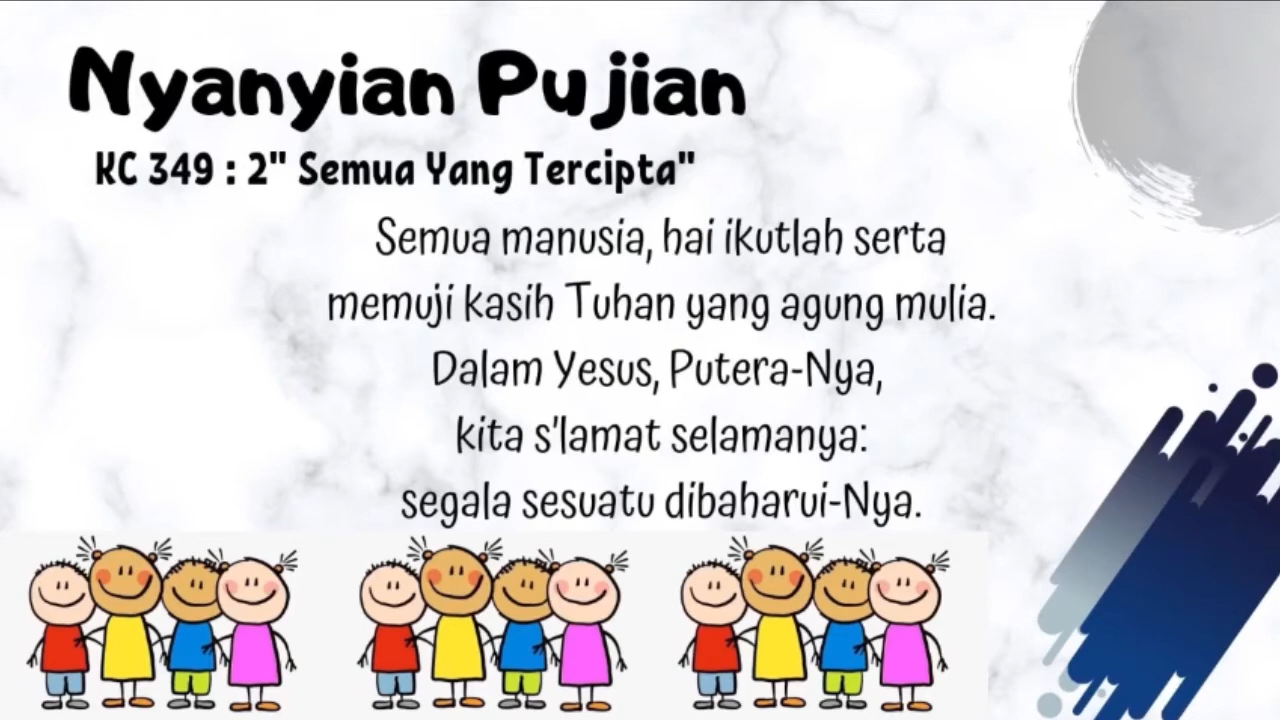 Nyanyian Pujian
KC 349 : 2" Semua Yang Tercipta"
Semua manusia, hai ikutlah serta
memuji kasih Tuhan yang agung mulia.
Dalam Yesus, Putera-Nya,
kita s'lamat selamanya:
segala sesuatu dibaharui-Nya.